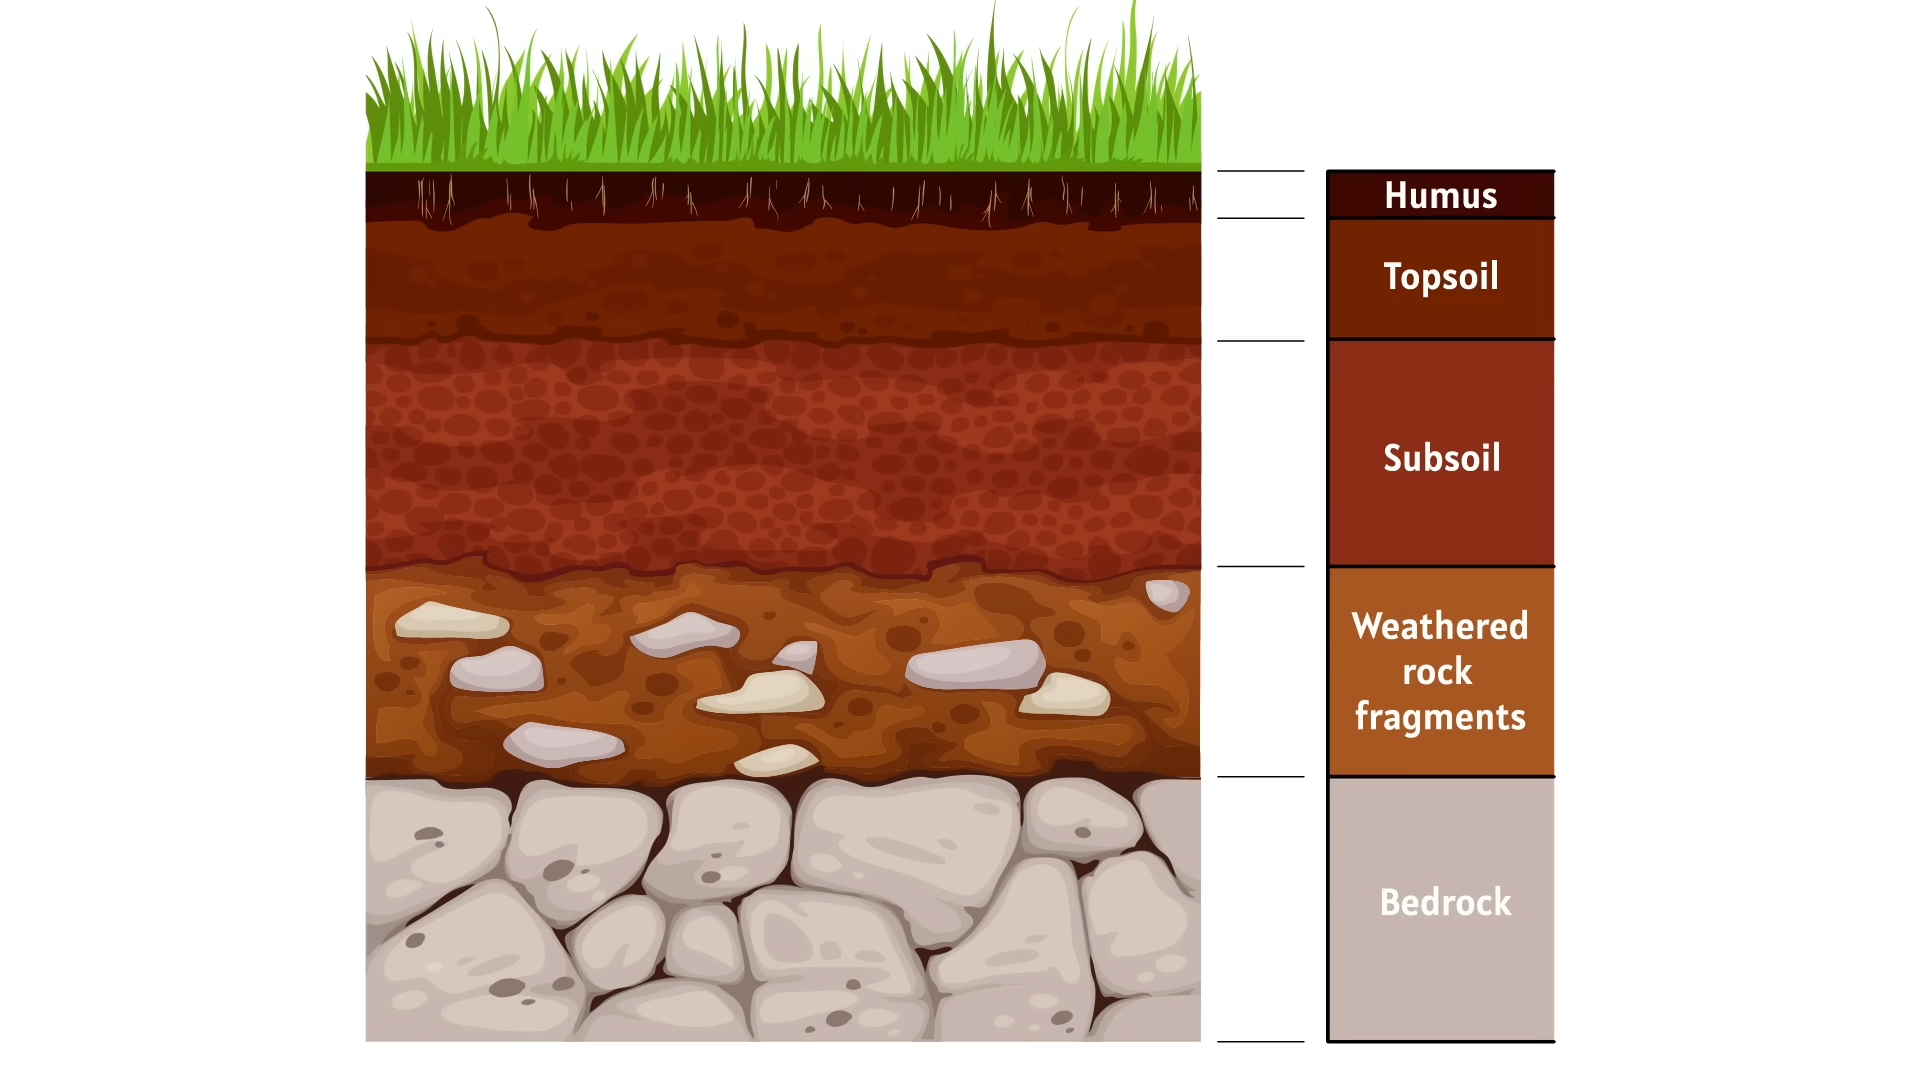 Humus
Topsoil
Subsoil
Weathered
rock
fragments
Bedrock